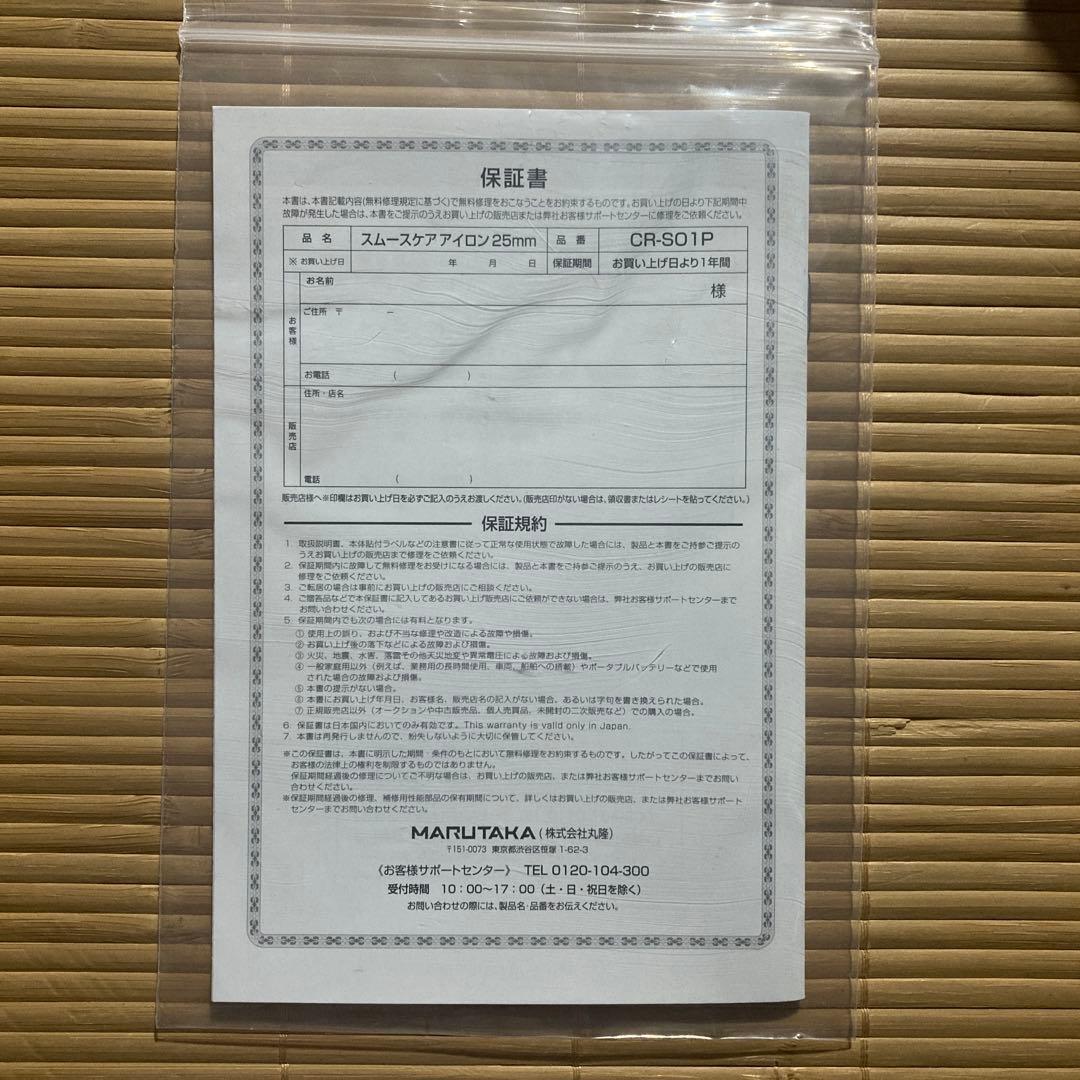 保証書
本書は、本書記載内容(無料修理規定に基づく)で無料修理をおこなうことをお約束するものです。お買い上げの日より下記期間中
故障が発生した場合は、本書をご提示のうえお買い上げの販売店または弊社お客様サポートセンターに修理をご依頼ください。
品名 スムースケア アイロン 25mm 品番 CR-S01P
※ お買い上げ日 年 月 日 保証期間 お買い上げ日より1年間
お客様
お名前
様
ご住所 〒 −
お電話 ( )
販売店
住所・店名
電話 ( )
販売店様へ※印欄はお買い上げ日を必ずご記入のうえお渡しください。(販売店印がない場合は、領収書またはレシートを貼ってください。)
保証規約
1. 取扱説明書、本体貼付ラベルなどの注意書に従って正常な使用状態で故障した場合には、製品と本書をご持参ご提示の
うえお買い上げの販売店まで修理をご依頼ください。
2. 保証期間内に故障して無料修理をお受けになる場合には、製品と本書をご持参ご提示のうえ、お買い上げの販売店に
修理をご依頼ください。
3. ご転居の場合は事前にお買い上げの販売店にご相談ください。
4. ご贈答品などで本保証書に記入してあるお買い上げ販売店にご依頼ができない場合は、弊社お客様サポートセンターまで
お問い合わせください。
5. 保証期間内でも次の場合には有料となります。
① 使用上の誤り、および不当な修理や改造による故障や損傷。
② お買い上げ後の落下などによる故障および損傷。
③ 火災、地震、水害、落雷その他天災地変や異常電圧による故障および損傷。
④ 一般家庭用以外（例えば、業務用の長時間使用、車両、船舶への搭載）やポータブルバッテリーなどで使用
された場合の故障および損傷。
⑤ 本書の提示がない場合。
⑥ 本書にお買い上げ年月日、お客様名、販売店名の記入がない場合、あるいは字句を書き換えられた場合。
⑦ 正規販売店以外（オークションや中古販売品、個人売買品、未開封の二次販売など）での購入の場合。
6. 保証書は日本国内においてのみ有効です。This warranty is valid only in Japan.
7. 本書は再発行しませんので、紛失しないように大切に保管してください。
※この保証書は、本書に明示した期間・条件のもとにおいて無料修理をお約束するものです。したがってこの保証書によって、
お客様の法律上の権利を制限するものではありません。
保証期間経過後の修理についてご不明な場合は、お買い上げの販売店、または弊社お客様サポートセンターまでお問い
合わせください。
※保証期間経過後の修理、補修用性能部品の保有期間について、詳しくはお買い上げの販売店、または弊社お客様サポート
センターまでお問い合わせください。
MARUTAKA (株式会社丸隆)
〒151-0073 東京都渋谷区笹塚 1-62-3
《お客様サポートセンター》 TEL 0120-104-300
受付時間 10：00〜17：00（土・日・祝日を除く）
お問い合わせの際には、製品名・品番をお伝えください。